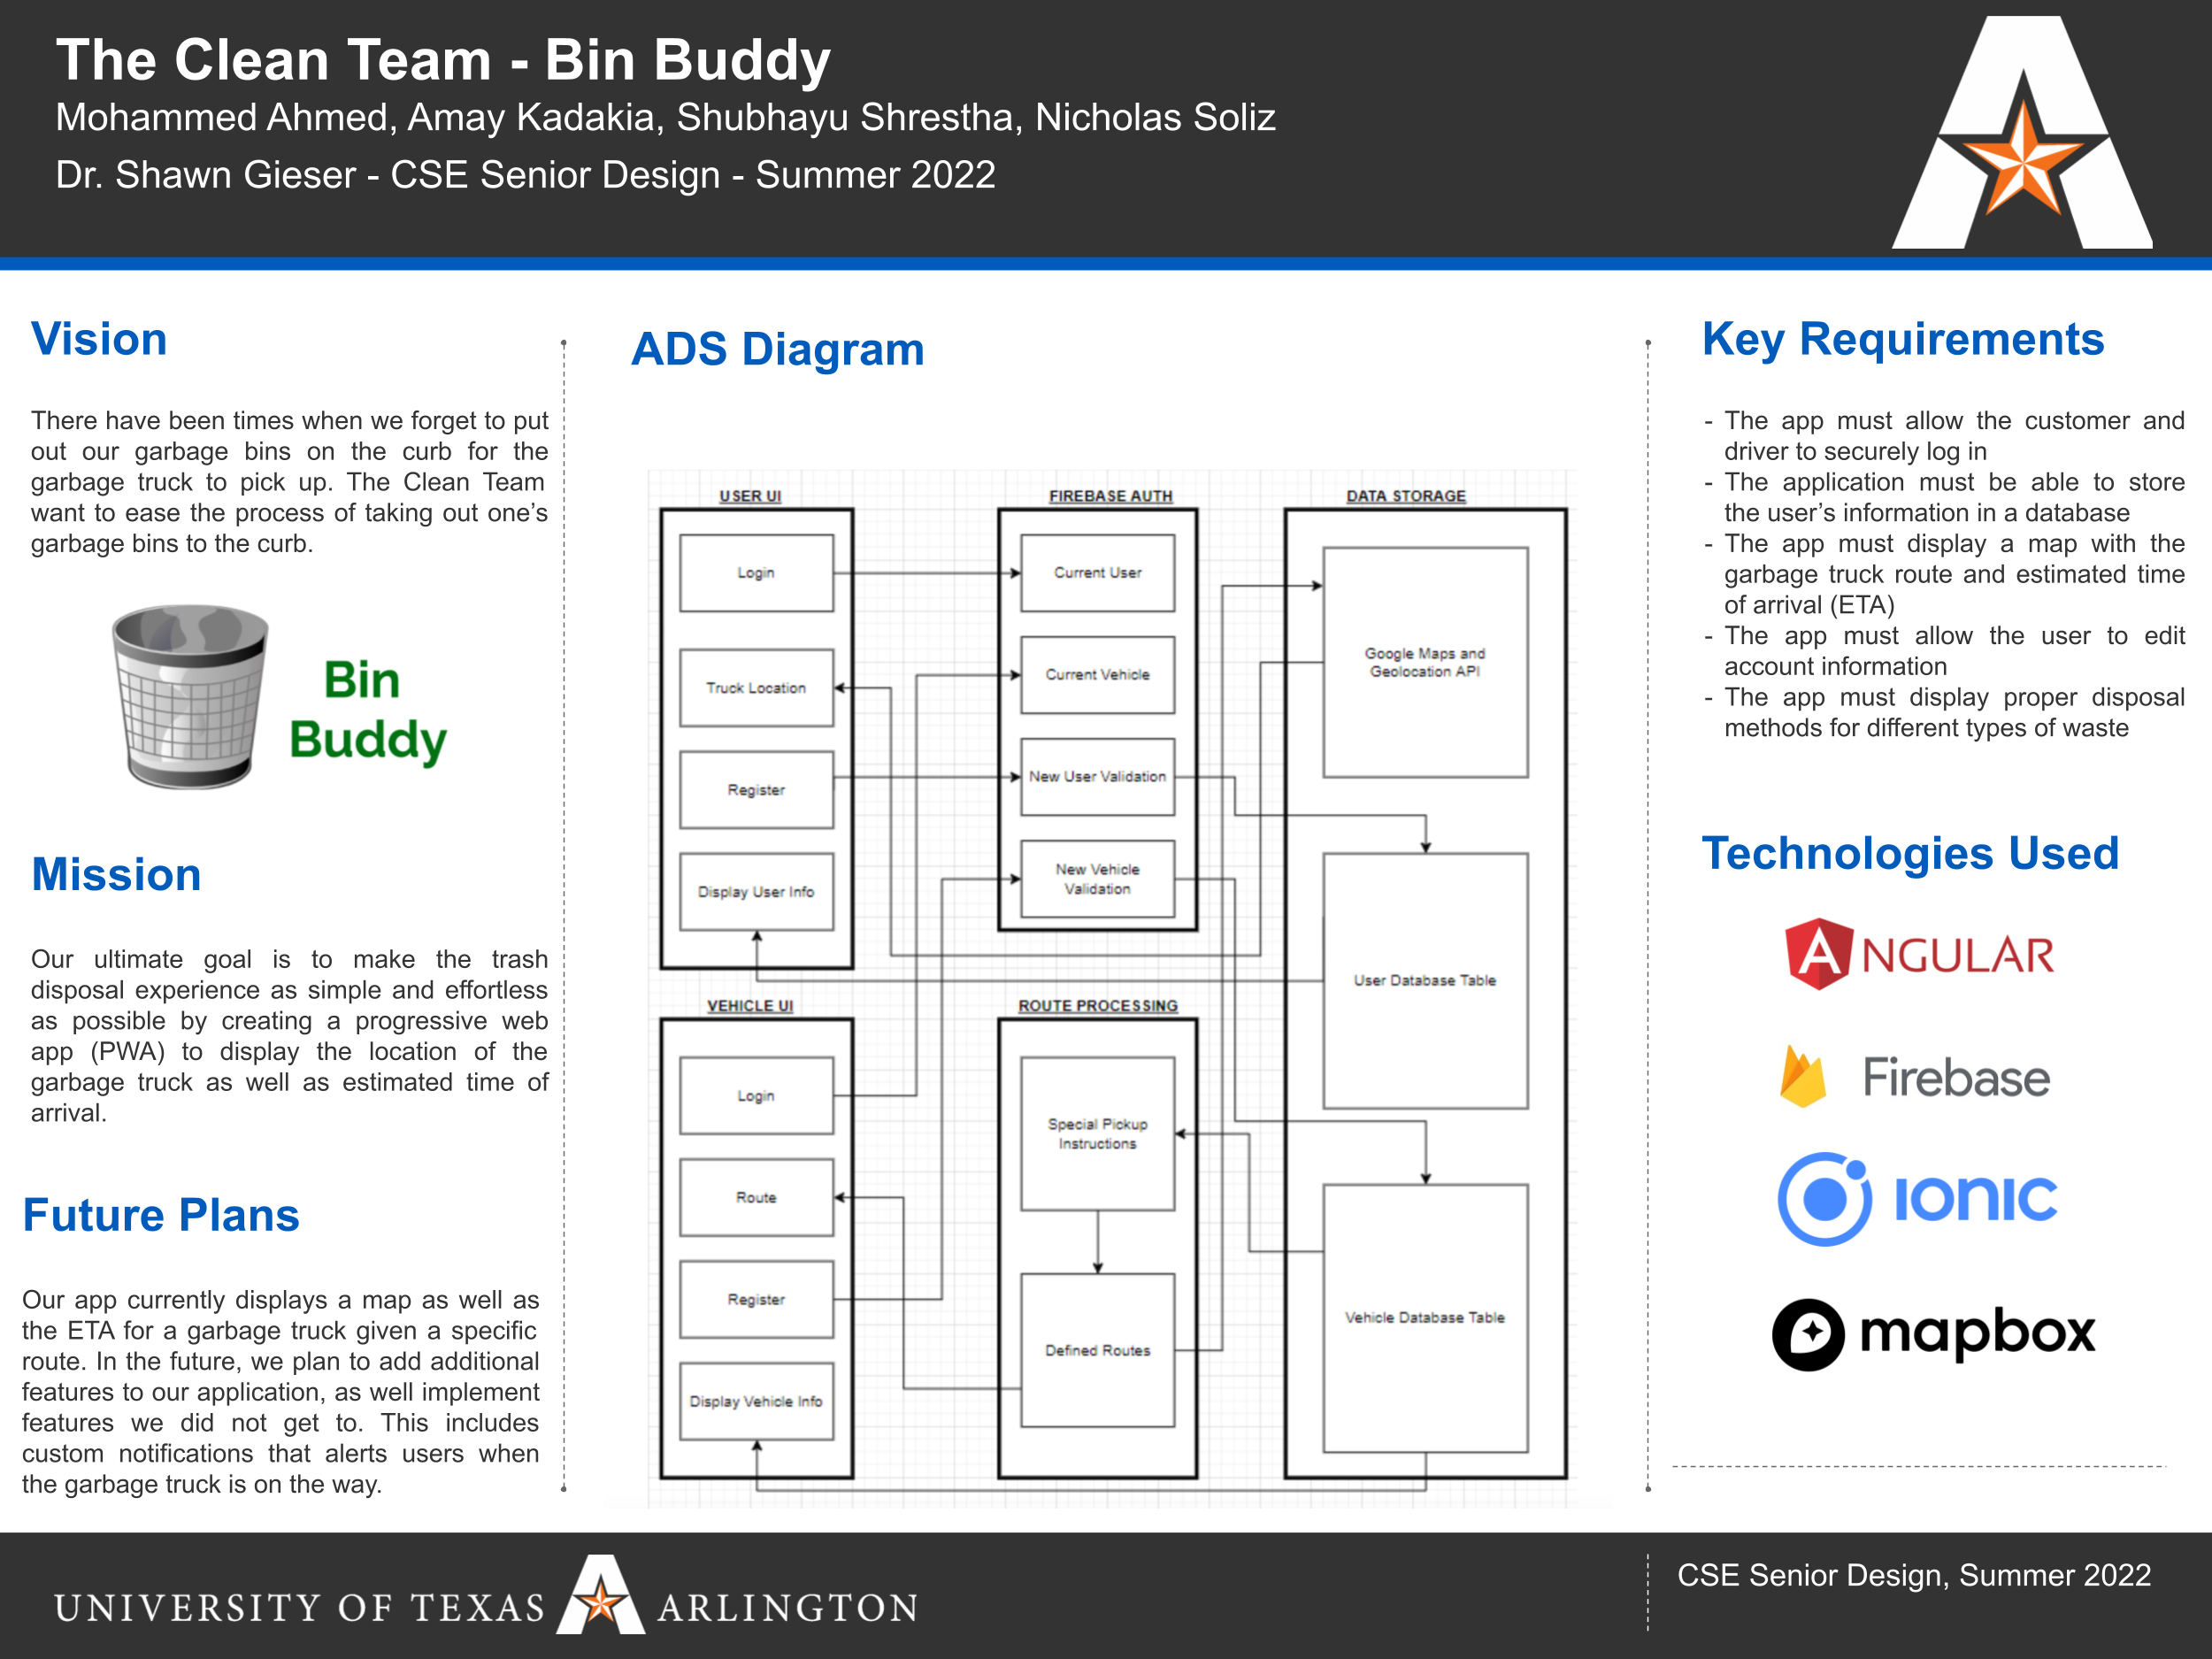 The Clean Team - Bin Buddy
Mohammed Ahmed, Amay Kadakia, Shubhayu Shrestha, Nicholas Soliz
Dr. Shawn Gieser - CSE Senior Design - Summer 2022
Vision
There have been times when we forget to put
out our garbage bins on the curb for the
garbage truck to pick up. The Clean Team
want to ease the process of taking out one’s
garbage bins to the curb.
Bin
Buddy
Mission
Our ultimate goal is to make the trash
disposal experience as simple and effortless
as possible by creating a progressive web
app (PWA) to display the location of the
garbage truck as well as estimated time of
arrival.
Future Plans
Our app currently displays a map as well as
the ETA for a garbage truck given a specific
route. In the future, we plan to add additional
features to our application, as well implement
features we did not get to. This includes
custom notifications that alerts users when
the garbage truck is on the way.
ADS Diagram
USER UI
Login
Truck Location
Register
Display User Info
FIREBASE AUTH
Current User
Current Vehicle
New User Validation
New Vehicle
Validation
DATA STORAGE
Google Maps and
Geolocation API
User Database Table
Vehicle Database Table
VEHICLE UI
Login
Route
Register
Display Vehicle Info
ROUTE PROCESSING
Special Pickup
Instructions
Defined Routes
Key Requirements
- The app must allow the customer and
driver to securely log in
- The application must be able to store
the user’s information in a database
- The app must display a map with the
garbage truck route and estimated time
of arrival (ETA)
- The app must allow the user to edit
account information
- The app must display proper disposal
methods for different types of waste
Technologies Used
ANGULAR
Firebase
IONIC
mapbox
UNIVERSITY OF TEXAS A ARLINGTON
CSE Senior Design, Summer 2022